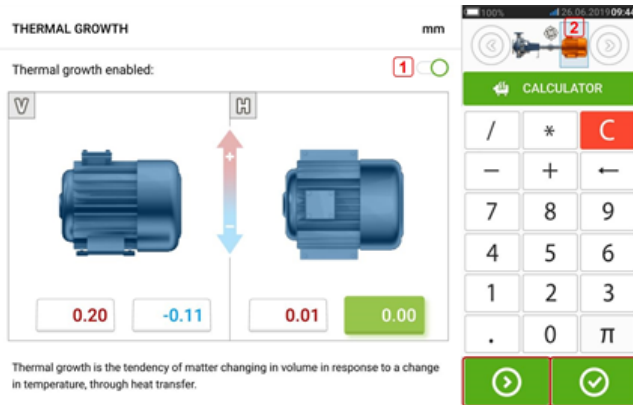 THERMAL GROWTH mm
Thermal growth enabled: 1
V H
+
−
0.20 -0.11 0.01 0.00
Thermal growth is the tendency of matter changing in volume in response to a change
in temperature, through heat transfer.
100% 26.06.2019 09:44
2
CALCULATOR
/ * C
− + ←
7 8 9
4 5 6
1 2 3
. 0 π